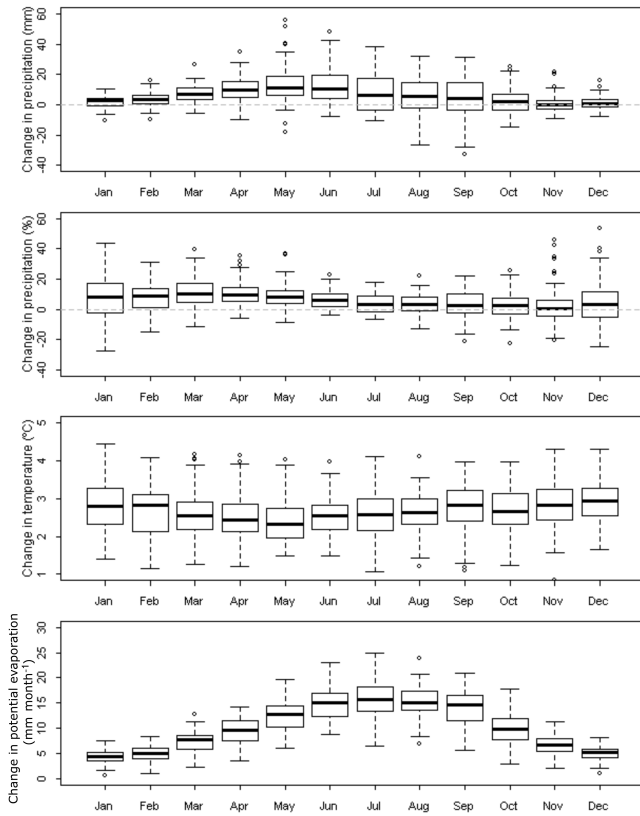 Change in precipitation (mm)
60
40
20
0
-20
-40
Jan Feb Mar Apr May Jun Jul Aug Sep Oct Nov Dec
Change in precipitation (%)
60
40
20
0
-20
-40
Jan Feb Mar Apr May Jun Jul Aug Sep Oct Nov Dec
Change in temperature (ºC)
5
4
3
2
1
Jan Feb Mar Apr May Jun Jul Aug Sep Oct Nov Dec
Change in potential evaporation
(mm month⁻¹)
30
25
20
15
10
5
0
Jan Feb Mar Apr May Jun Jul Aug Sep Oct Nov Dec